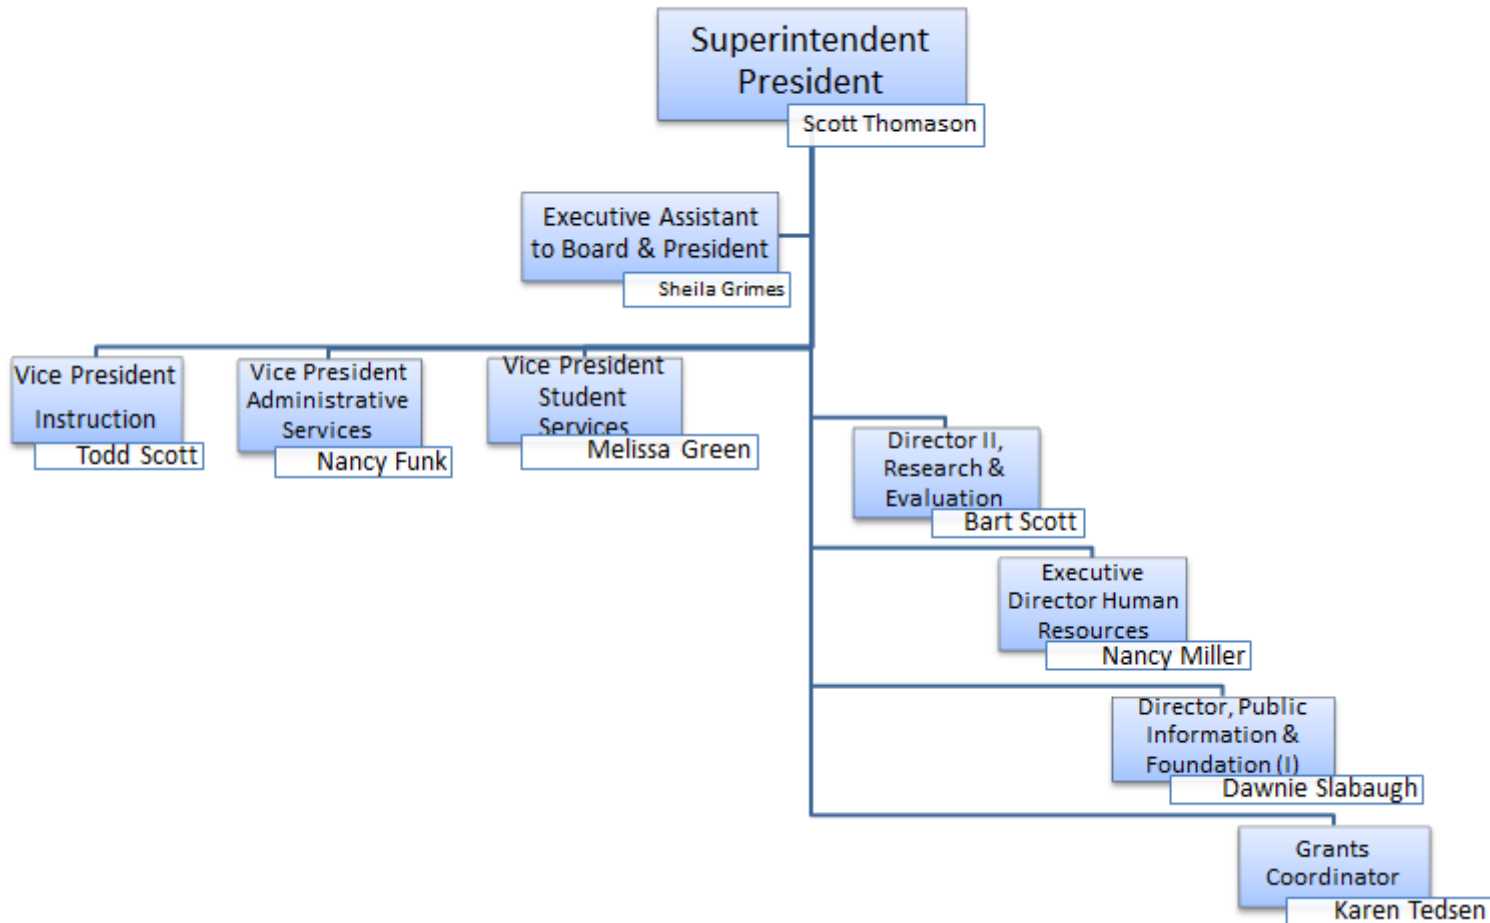 Superintendent
President
Scott Thomason
Executive Assistant
to Board & President
Sheila Grimes
Vice President
Instruction
Todd Scott
Vice President
Administrative
Services
Nancy Funk
Vice President
Student
Services
Melissa Green
Director II,
Research &
Evaluation
Bart Scott
Executive
Director Human
Resources
Nancy Miller
Director, Public
Information &
Foundation (I)
Dawnie Slabaugh
Grants
Coordinator
Karen Tedsen